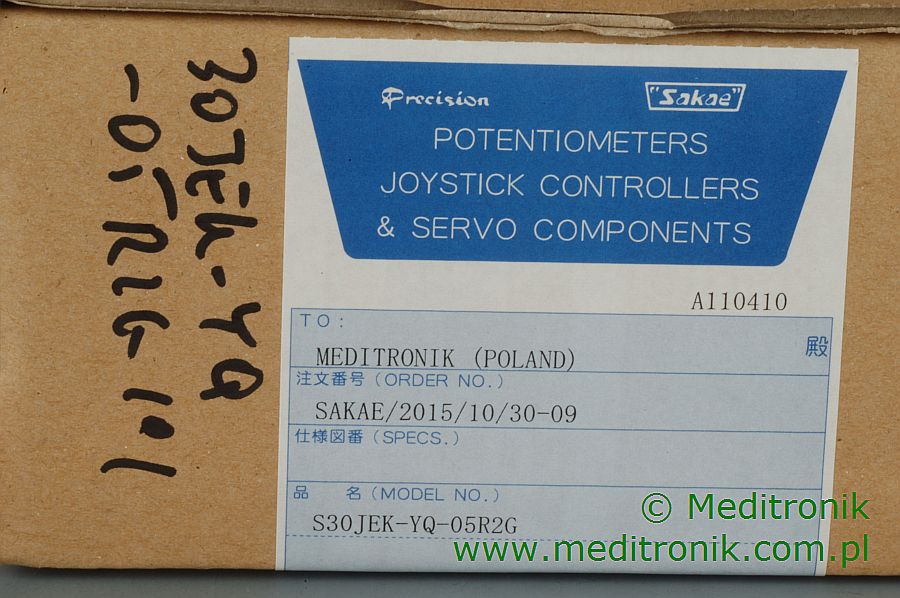 30JEK-YQ
Precision
"Sakae"
POTENTIOMETERS
JOYSTICK CONTROLLERS
& SERVO COMPONENTS
A110410
TO:
MEDITRONIK (POLAND)
殿
注文番号 (ORDER NO.)
SAKAE/2015/10/30-09
仕様図番 (SPECS.)
品 名 (MODEL NO.)
S30JEK-YQ-05R2G
© Meditronik
www.meditronik.com.pl